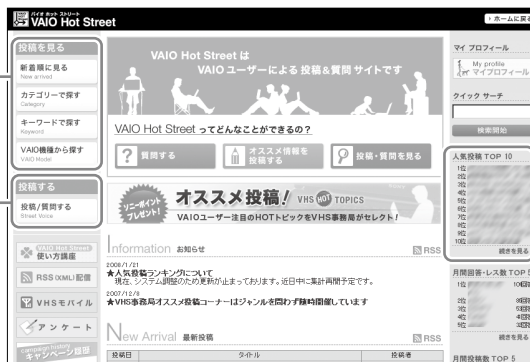 バイオ ホット ストリート
VAIO Hot Street
ホームに戻
投稿を見る
新着順に見る
New arrived
カテゴリーで探す
Category
キーワードで探す
Keyword
VAIO機種から探す
VAIO Model
投稿する
投稿/質問する
Street Voice
VAIO Hot Street
使い方講座
RSS(XML)配信
VHSモバイル
アンケート
campaign history
キャンペーン履歴
VAIO Hot Street は
VAIO ユーザーによる 投稿&質問 サイトです
VAIO Hot Street ってどんなことができるの?
質問する
オススメ情報を
投稿する
投稿・質問を見る
ソニーポイント
プレゼント!
オススメ投稿! VHS HOT TOPICS
VAIOユーザー注目のHOTトピックをVHS事務局がセレクト!
Information お知らせ
RSS
2008/1/21
★人気投稿ランキングについて
現在、システム調整のため更新が止まっております。近日中に集計再開予定です。
2007/12/8
★VHS事務局オススメ投稿コーナーはジャンルを問わず随時開催しています
New Arrival 最新投稿
RSS
投稿日
タイトル
投稿者
マイ プロフィール
My profile
マイプロフィール
クイック サーチ
検索開始
人気投稿 TOP 10
1位
2位
3位
4位
5位
6位
7位
8位
9位
10位
続きを見る
月間回答・レス数 TOP 5
1位
2位
3位
4位
5位
続きを見る
月間投稿数 TOP 5